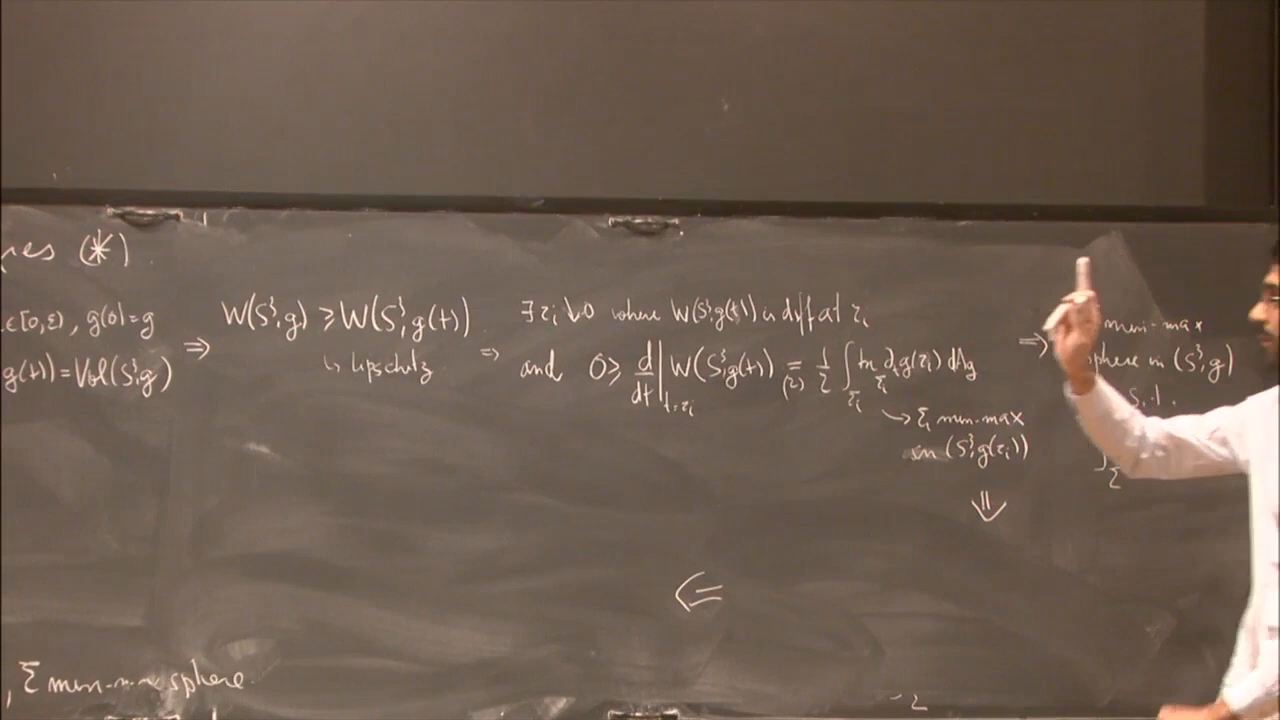 (*)
g(0)=g
g(t))=Vol(S³,g)
⇒
W(S³,g) ≥ W(S³,g(t))
↳ lipschitz
⇒
∃ τᵢ↓0 where W(S³,g(t)) is diff at τᵢ
and 0 ≥ d/dt|_{t=τᵢ} W(S³,g(t)) =_{(2)} 1/2 ∫_{Σᵢ} tr_{Σᵢ} ∂ₜg(τᵢ) dA_g
↳ Σᵢ min-max
in (S³,g(τᵢ))
⇓
⇒
min-max
sphere in (S³,g)
s.t.
∫_Σ
⇐
, Σ min-max sphere